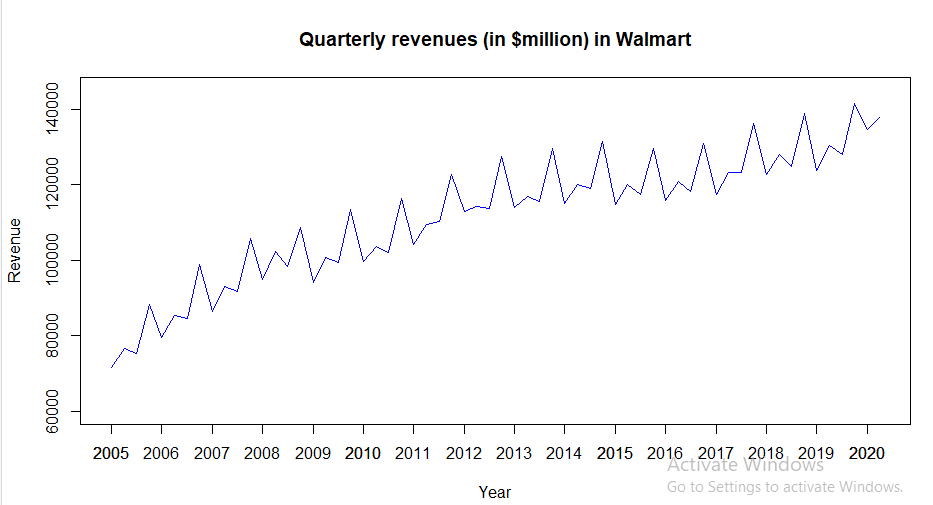 Quarterly revenues (in $million) in Walmart
Revenue
140000
120000
100000
80000
60000
2005 2006 2007 2008 2009 2010 2011 2012 2013 2014 2015 2016 2017 2018 2019 2020
Year
Activate Windows
Go to Settings to activate Windows.